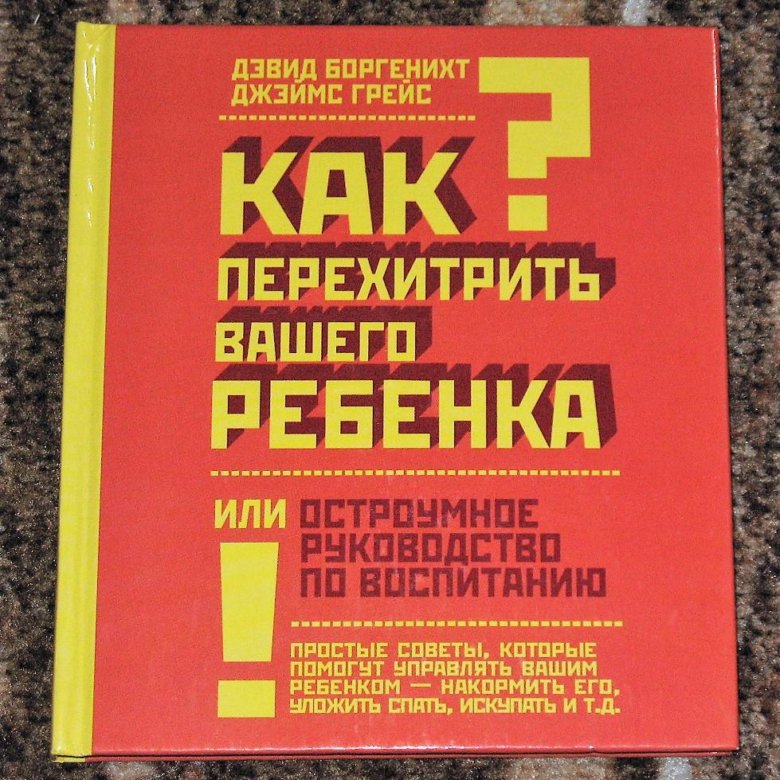 ДЭВИД БОРГЕНИХТ
ДЖЭЙМС ГРЕЙС
КАК ?
ПЕРЕХИТРИТЬ
ВАШЕГО
РЕБЕНКА
ИЛИ ОСТРОУМНОЕ
РУКОВОДСТВО
ПО ВОСПИТАНИЮ
!
ПРОСТЫЕ СОВЕТЫ, КОТОРЫЕ
ПОМОГУТ УПРАВЛЯТЬ ВАШИМ
РЕБЕНКОМ — НАКОРМИТЬ ЕГО,
УЛОЖИТЬ СПАТЬ, ИСКУПАТЬ И Т.Д.